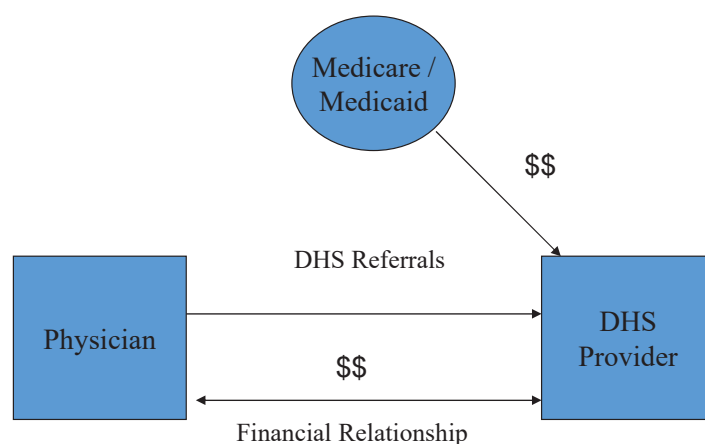 Medicare /
Medicaid
$$
DHS Referrals
Physician
DHS
Provider
$$
Financial Relationship